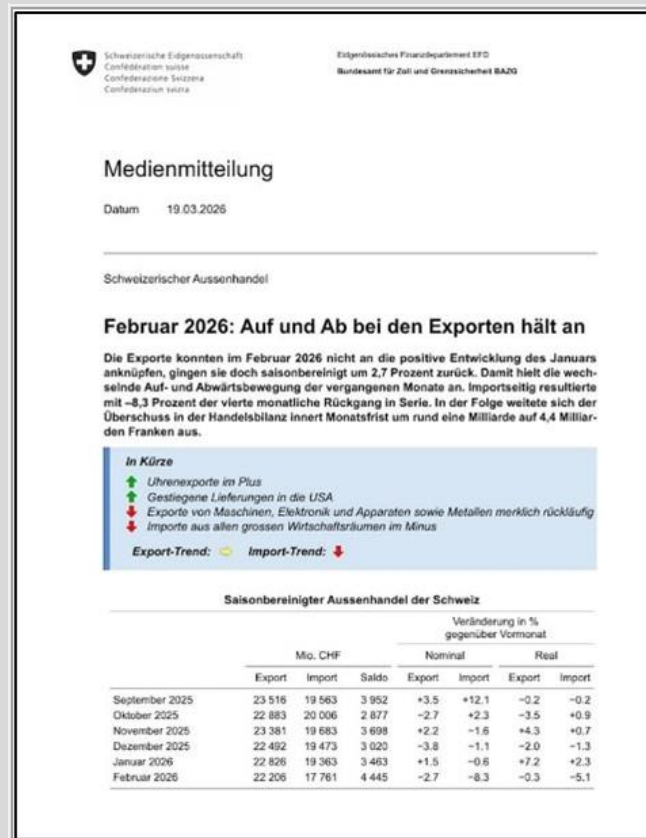 Schweizerische Eidgenossenschaft
Confédération suisse
Confederazione Svizzera
Confederaziun svizra
Eidgenössisches Finanzdepartement EFD
Bundesamt für Zoll und Grenzsicherheit BAZG
Medienmitteilung
Datum 19.03.2026
Schweizerischer Aussenhandel
Februar 2026: Auf und Ab bei den Exporten hält an
Die Exporte konnten im Februar 2026 nicht an die positive Entwicklung des Januars
anknüpfen, gingen sie doch saisonbereinigt um 2,7 Prozent zurück. Damit hielt die wech-
selnde Auf- und Abwärtsbewegung der vergangenen Monate an. Importseitig resultierte
mit –8,3 Prozent der vierte monatliche Rückgang in Serie. In der Folge weitete sich der
Überschuss in der Handelsbilanz innert Monatsfrist um rund eine Milliarde auf 4,4 Milliar-
den Franken aus.
In Kürze
Uhrenexporte im Plus
Gestiegene Lieferungen in die USA
Exporte von Maschinen, Elektronik und Apparaten sowie Metallen merklich rückläufig
Importe aus allen grossen Wirtschaftsräumen im Minus
Export-Trend: Import-Trend:
Saisonbereinigter Aussenhandel der Schweiz
Veränderung in %
gegenüber Vormonat
Mio. CHF Nominal Real
Export Import Saldo Export Import Export Import
September 2025 23 516 19 563 3 952 +3.5 +12.1 –0.2 –0.2
Oktober 2025 22 883 20 006 2 877 –2.7 +2.3 –3.5 +0.9
November 2025 23 381 19 683 3 698 +2.2 –1.6 +4.3 +0.7
Dezember 2025 22 492 19 473 3 020 –3.8 –1.1 –2.0 –1.3
Januar 2026 22 826 19 363 3 463 +1.5 –0.6 +7.2 +2.3
Februar 2026 22 206 17 761 4 445 –2.7 –8.3 –0.3 –5.1